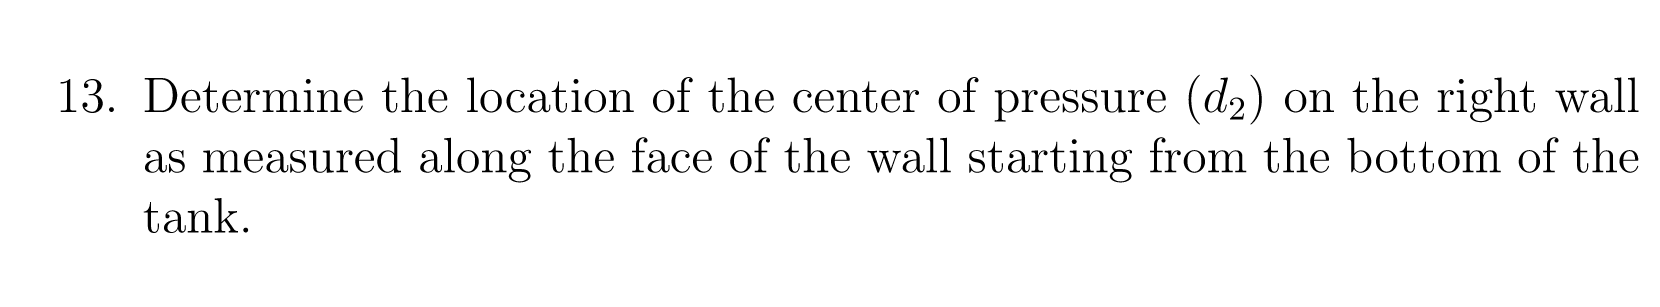 13. Determine the location of the center of pressure (d₂) on the right wall
as measured along the face of the wall starting from the bottom of the
tank.